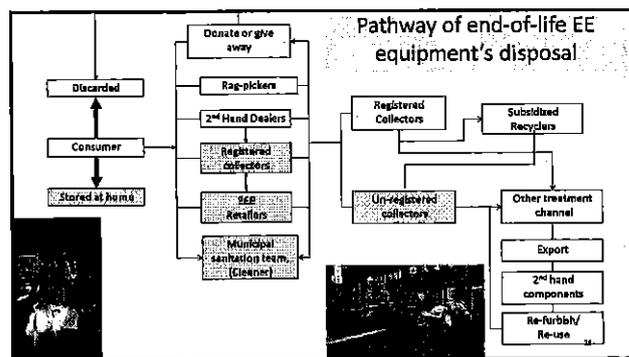 Pathway of end-of-life EE
equipment's disposal
Donate or give
away
Discarded
Rag-pickers
2nd Hand Dealers
Consumer
Registered
collectors
Stored at home
Retailors
Municipal
sanitation team,
(Cleaner)
Registered
Collectors
Subsidized
Recyclers
Un-registered
collectors
Other treatment
channel
Export
2nd hand
components
Re-furbish/
Re-use